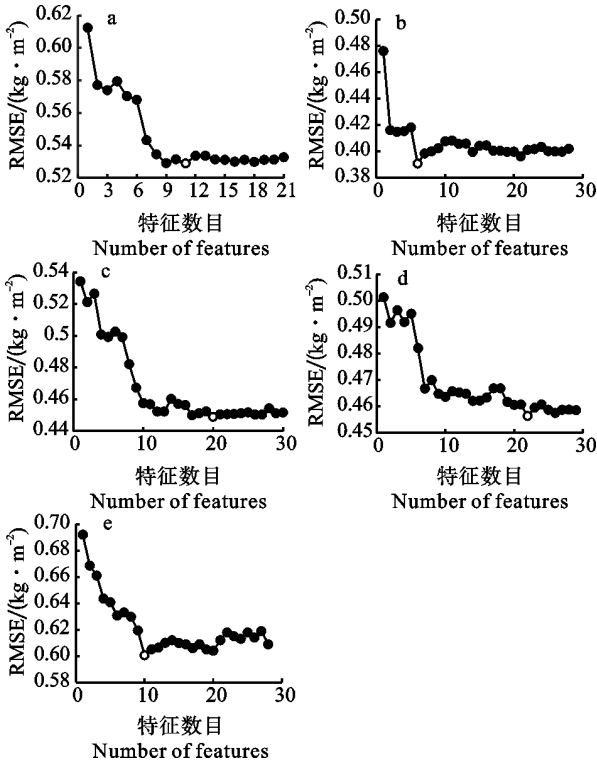 a
RMSE/(kg·m⁻²)
0.62
0.60
0.58
0.56
0.54
0.52
0 3 6 9 12 15 18 21
特征数目
Number of features
b
RMSE/(kg·m⁻²)
0.50
0.48
0.46
0.44
0.42
0.40
0.38
0 10 20 30
特征数目
Number of features
c
RMSE/(kg·m⁻²)
0.54
0.52
0.5
0.48
0.46
0.44
0 10 20 30
特征数目
Number of features
d
RMSE/(kg·m⁻²)
0.51
0.50
0.49
0.48
0.47
0.46
0.45
0 10 20 30
特征数目
Number of features
e
RMSE/(kg·m⁻²)
0.70
0.68
0.66
0.64
0.62
0.60
0.58
0 10 20 30
特征数目
Number of features